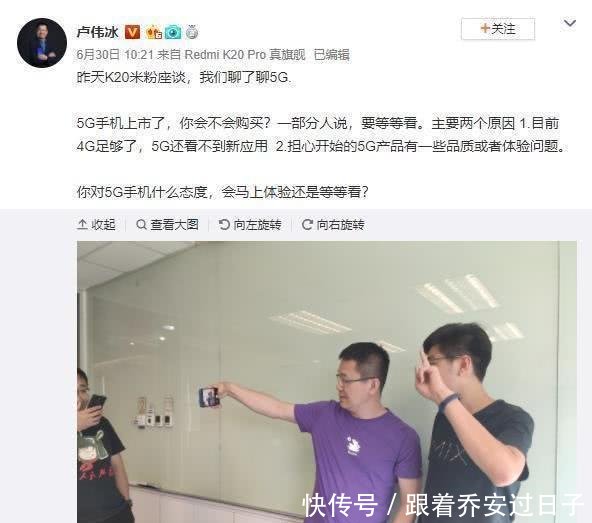 卢伟冰
+关注
6月30日 10:21 来自 Redmi K20 Pro 真旗舰 已编辑
昨天K20米粉座谈，我们聊了聊5G.
5G手机上市了，你会不会购买？一部分人说，要等等看。主要两个原因 1.目前
4G足够了，5G还看不到新应用 2.担心开始的5G产品有一些品质或者体验问题。
你对5G手机什么态度，会马上体验还是等等看？
收起 查看大图 向左旋转 向右旋转
MIX
快传号 / 跟着乔安过日子